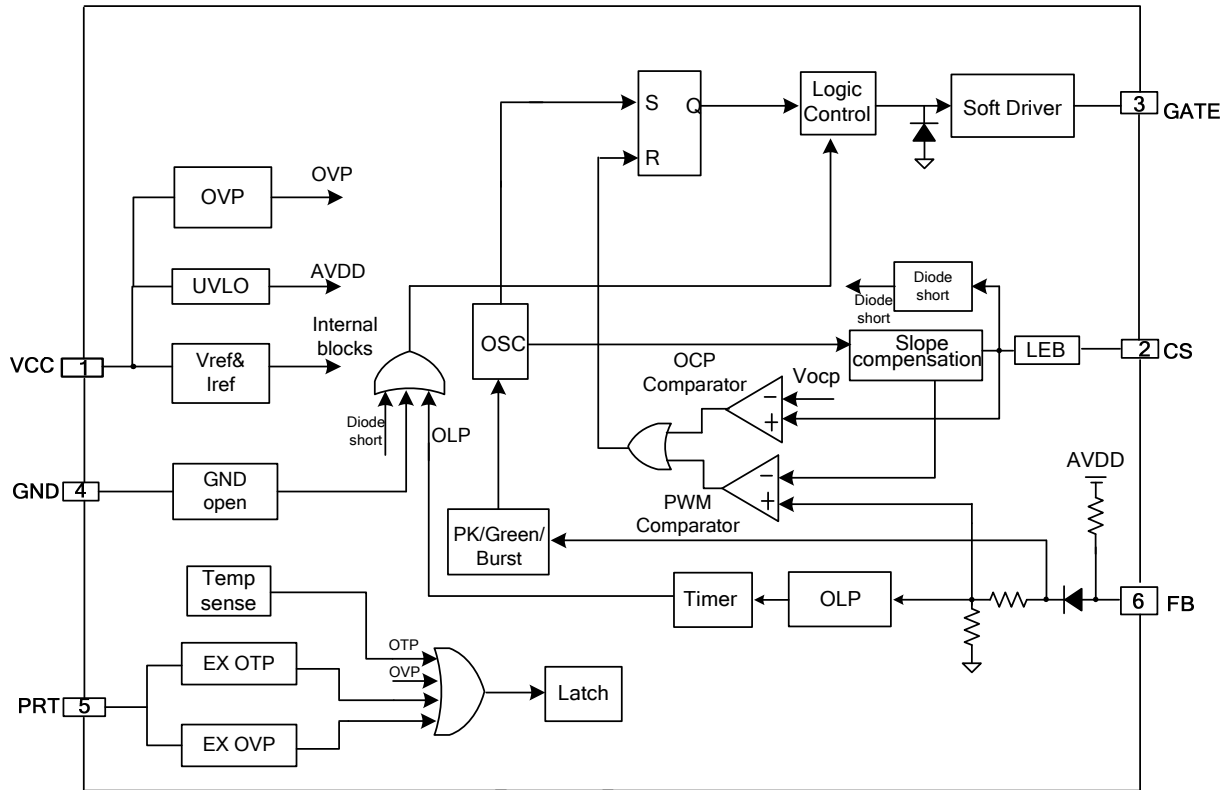 S
Q
R
Logic
Control
Soft Driver
3
GATE
OVP
OVP
UVLO
AVDD
Diode
short
Diode
short
VCC
1
Vref&
Iref
Internal
blocks
OSC
OCP
Comparator
Vocp
Slope
compensation
LEB
2
CS
Diode
short
OLP
−
+
GND
4
GND
open
PWM
Comparator
−
+
AVDD
PK/Green/
Burst
Temp
sense
Timer
OLP
6
FB
PRT
5
EX OTP
EX OVP
OTP
OVP
Latch